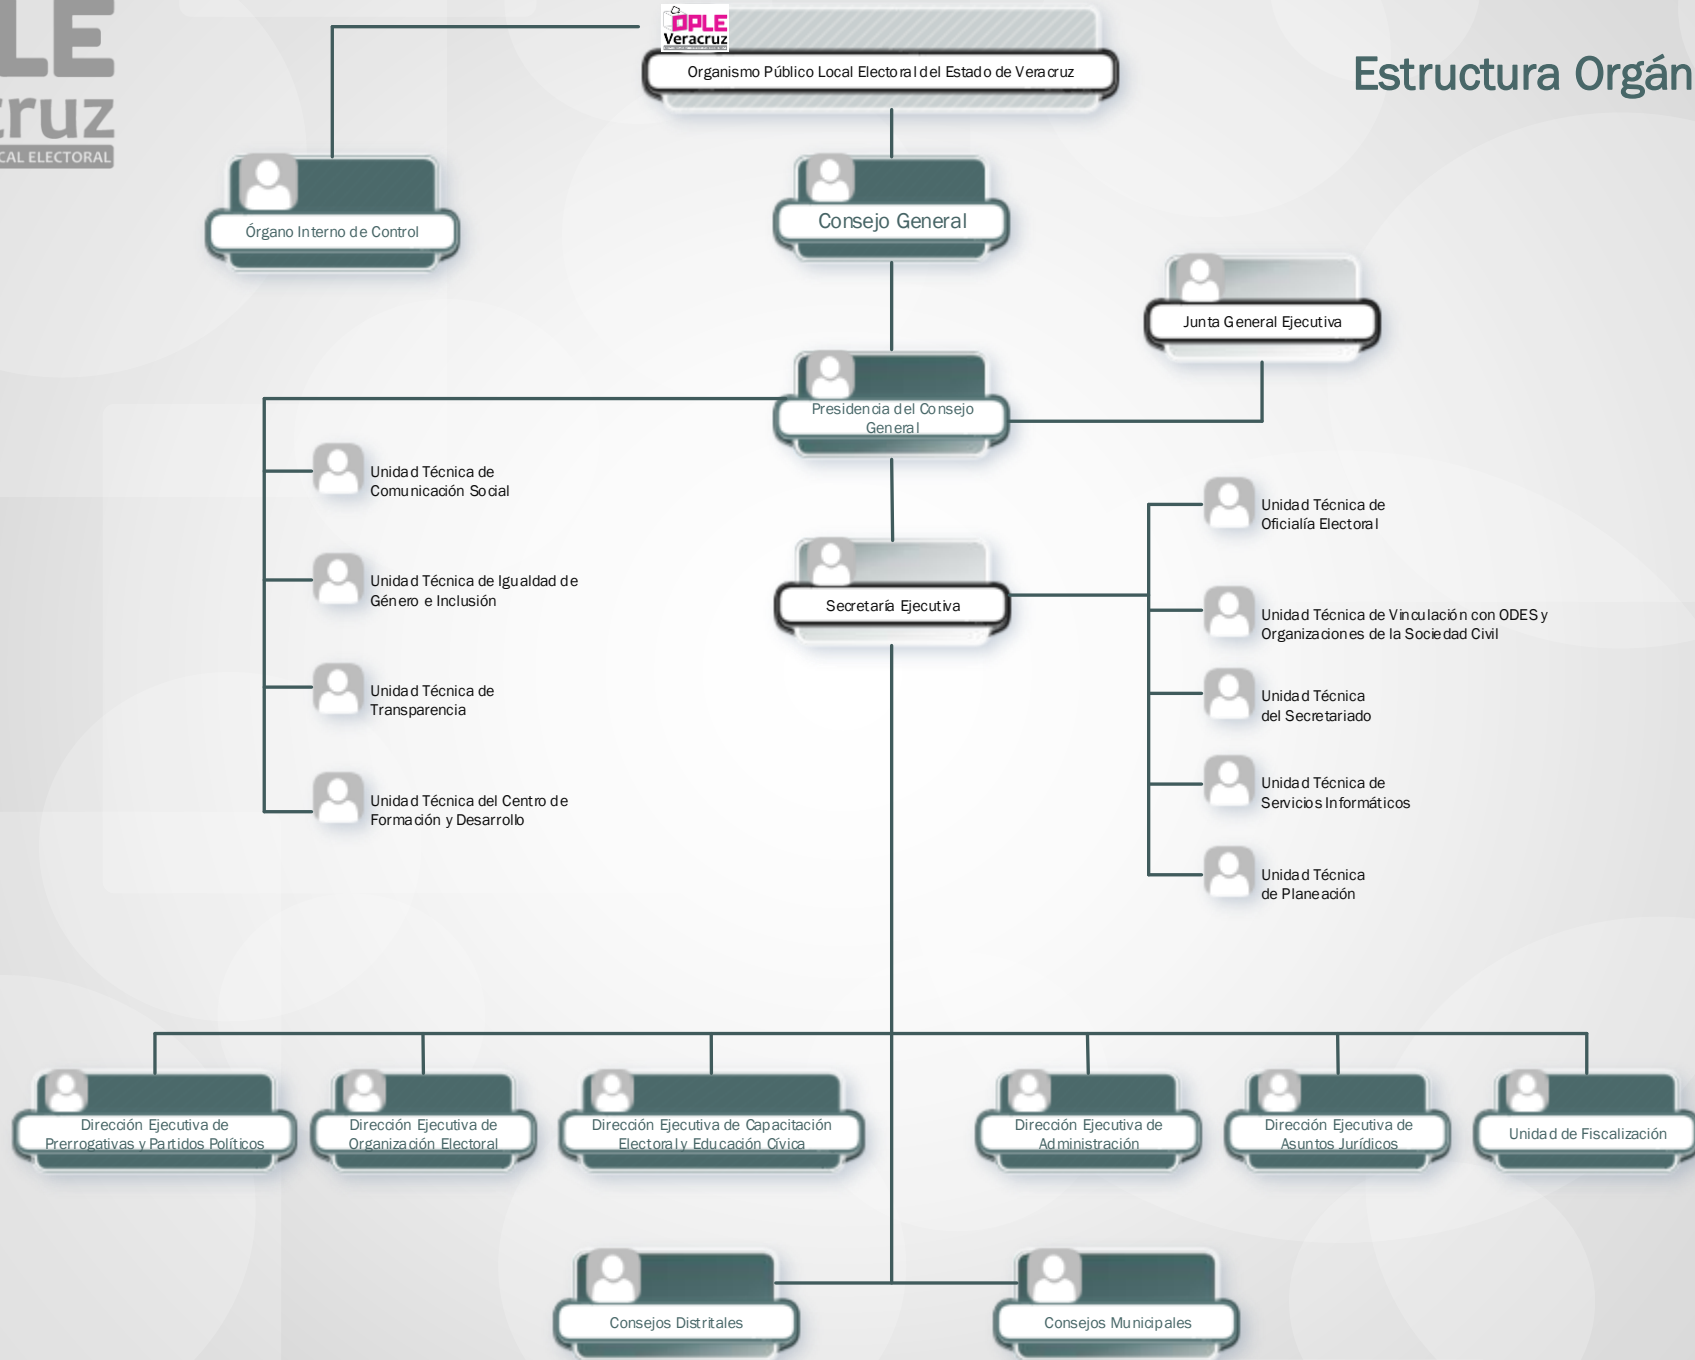 LE
cruz
CAL ELECTORAL
OPLE
Veracruz
Organismo Público Local Electoral del Estado de Veracruz
Estructura Orgán
Órgano Interno de Control
Consejo General
Junta General Ejecutiva
Presidencia del Consejo
General
Unidad Técnica de
Comunicación Social
Unidad Técnica de Igualdad de
Género e Inclusión
Unidad Técnica de
Transparencia
Unidad Técnica del Centro de
Formación y Desarrollo
Secretaría Ejecutiva
Unidad Técnica de
Oficialía Electoral
Unidad Técnica de Vinculación con ODES y
Organizaciones de la Sociedad Civil
Unidad Técnica
del Secretariado
Unidad Técnica de
Servicios Informáticos
Unidad Técnica
de Planeación
Dirección Ejecutiva de
Prerrogativas y Partidos Políticos
Dirección Ejecutiva de
Organización Electoral
Dirección Ejecutiva de Capacitación
Electoral y Educación Cívica
Dirección Ejecutiva de
Administración
Dirección Ejecutiva de
Asuntos Jurídicos
Unidad de Fiscalización
Consejos Distritales
Consejos Municipales